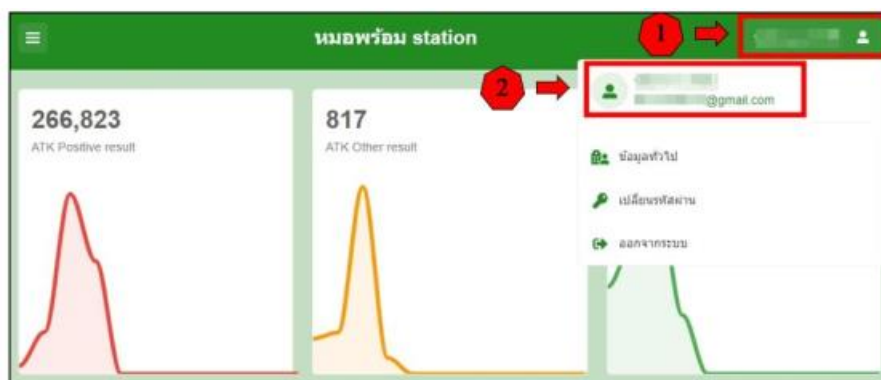 หมอพร้อม station
1
2
@gmail.com
266,823
ATK Positive result
817
ATK Other result
ข้อมูลทั่วไป
เปลี่ยนรหัสผ่าน
ออกจากระบบ